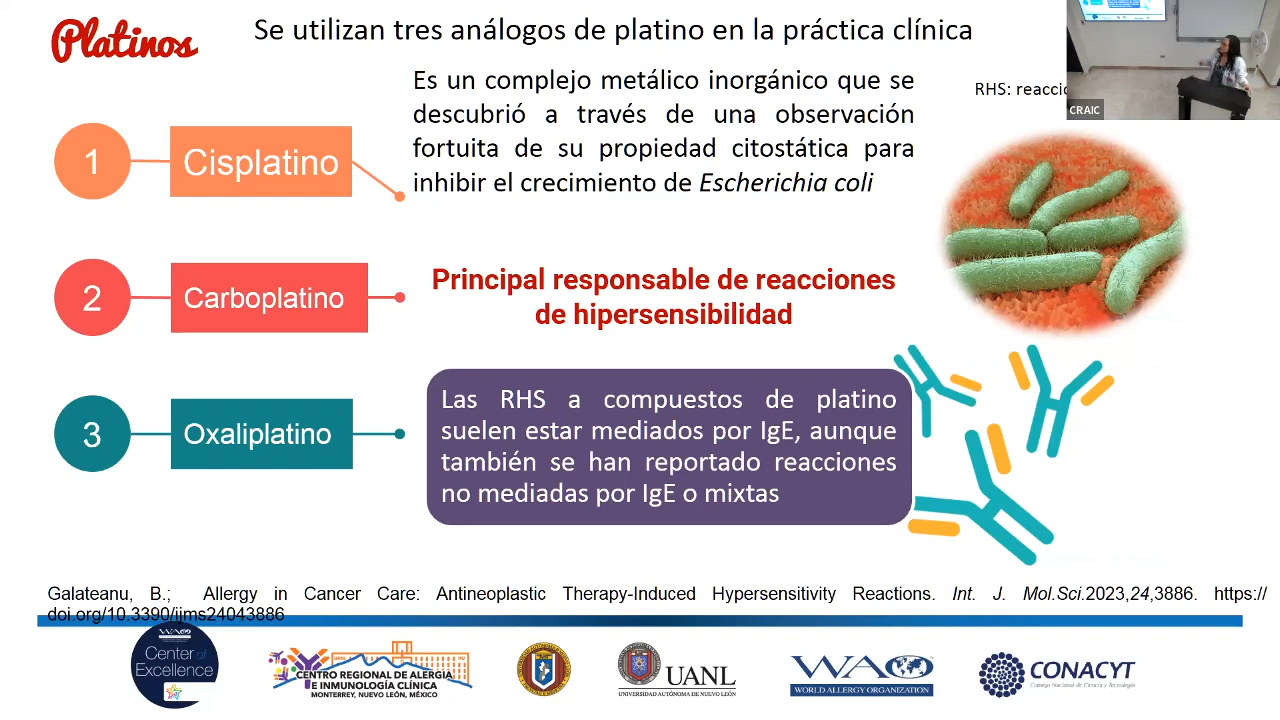 Platinos
Se utilizan tres análogos de platino en la práctica clínica
RHS: reacci
CRAIC
1
Cisplatino
Es un complejo metálico inorgánico que se
descubrió a través de una observación
fortuita de su propiedad citostática para
inhibir el crecimiento de Escherichia coli
2
Carboplatino
Principal responsable de reacciones
de hipersensibilidad
3
Oxaliplatino
Las RHS a compuestos de platino
suelen estar mediados por IgE, aunque
también se han reportado reacciones
no mediadas por IgE o mixtas
Galateanu, B.; Allergy in Cancer Care: Antineoplastic Therapy-Induced Hypersensitivity Reactions. Int. J. Mol.Sci.2023,24,3886. https://
doi.org/10.3390/ijms24043886
WAO
Center of
Excellence
CENTRO REGIONAL DE ALERGIA
E INMUNOLOGÍA CLÍNICA
MONTERREY, NUEVO LEÓN, MÉXICO
UANL
UNIVERSIDAD AUTÓNOMA DE NUEVO LEÓN
WAO
WORLD ALLERGY ORGANIZATION
CONACYT
Consejo Nacional de Ciencia y Tecnología